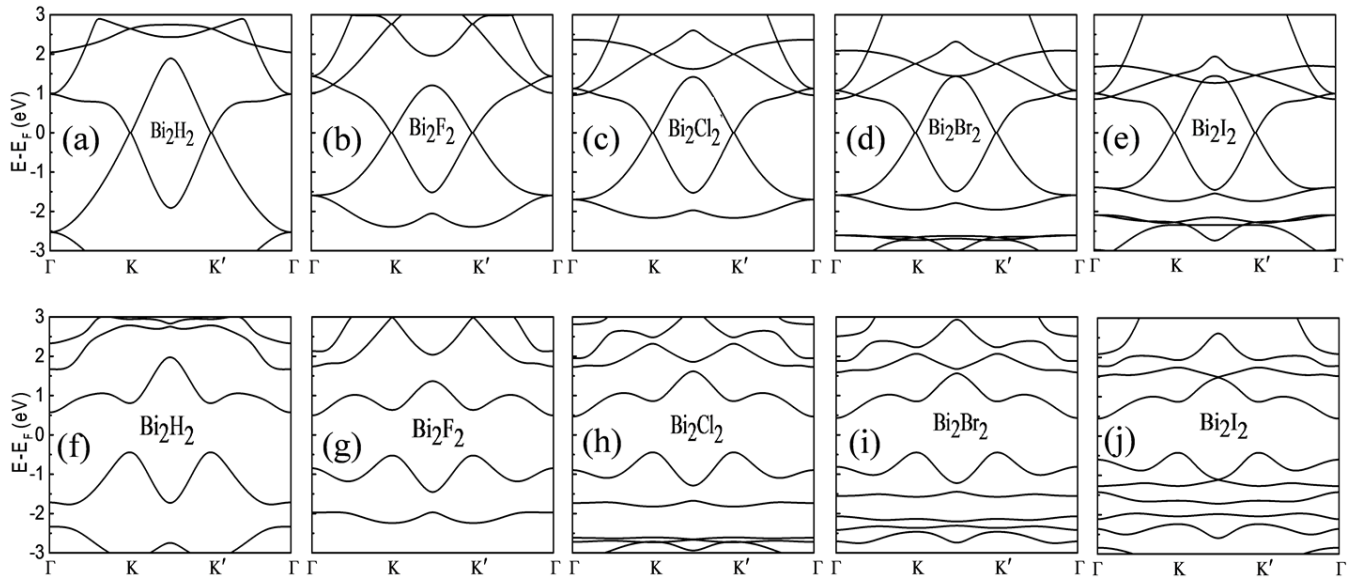 E-E_F (eV)
3
2
1
0
-1
-2
-3
(a) Bi₂H₂
(b) Bi₂F₂
(c) Bi₂Cl₂
(d) Bi₂Br₂
(e) Bi₂I₂
Γ K K′ Γ
Γ K K′ Γ
Γ K K′ Γ
Γ K K′ Γ
Γ K K′ Γ
E-E_F (eV)
3
2
1
0
-1
-2
-3
(f) Bi₂H₂
(g) Bi₂F₂
(h) Bi₂Cl₂
(i) Bi₂Br₂
(j) Bi₂I₂
Γ K K′ Γ
Γ K K′ Γ
Γ K K′ Γ
Γ K K′ Γ
Γ K K′ Γ